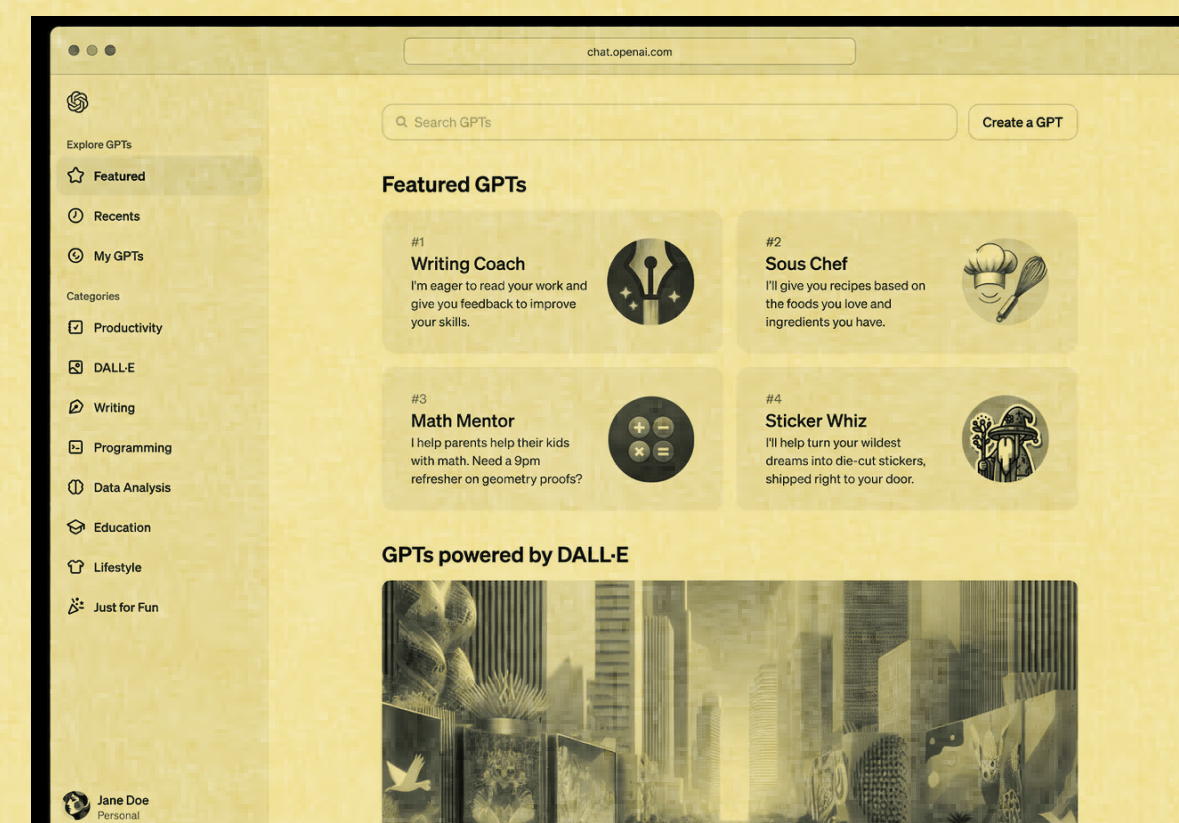 chat.openai.com
Explore GPTs
Featured
Recents
My GPTs
Categories
Productivity
DALL·E
Writing
Programming
Data Analysis
Education
Lifestyle
Just for Fun
Jane Doe
Personal
Search GPTs
Create a GPT
Featured GPTs
#1
Writing Coach
I'm eager to read your work and
give you feedback to improve
your skills.
#2
Sous Chef
I'll give you recipes based on
the foods you love and
ingredients you have.
#3
Math Mentor
I help parents help their kids
with math. Need a 9pm
refresher on geometry proofs?
#4
Sticker Whiz
I'll help turn your wildest
dreams into die-cut stickers,
shipped right to your door.
GPTs powered by DALL·E